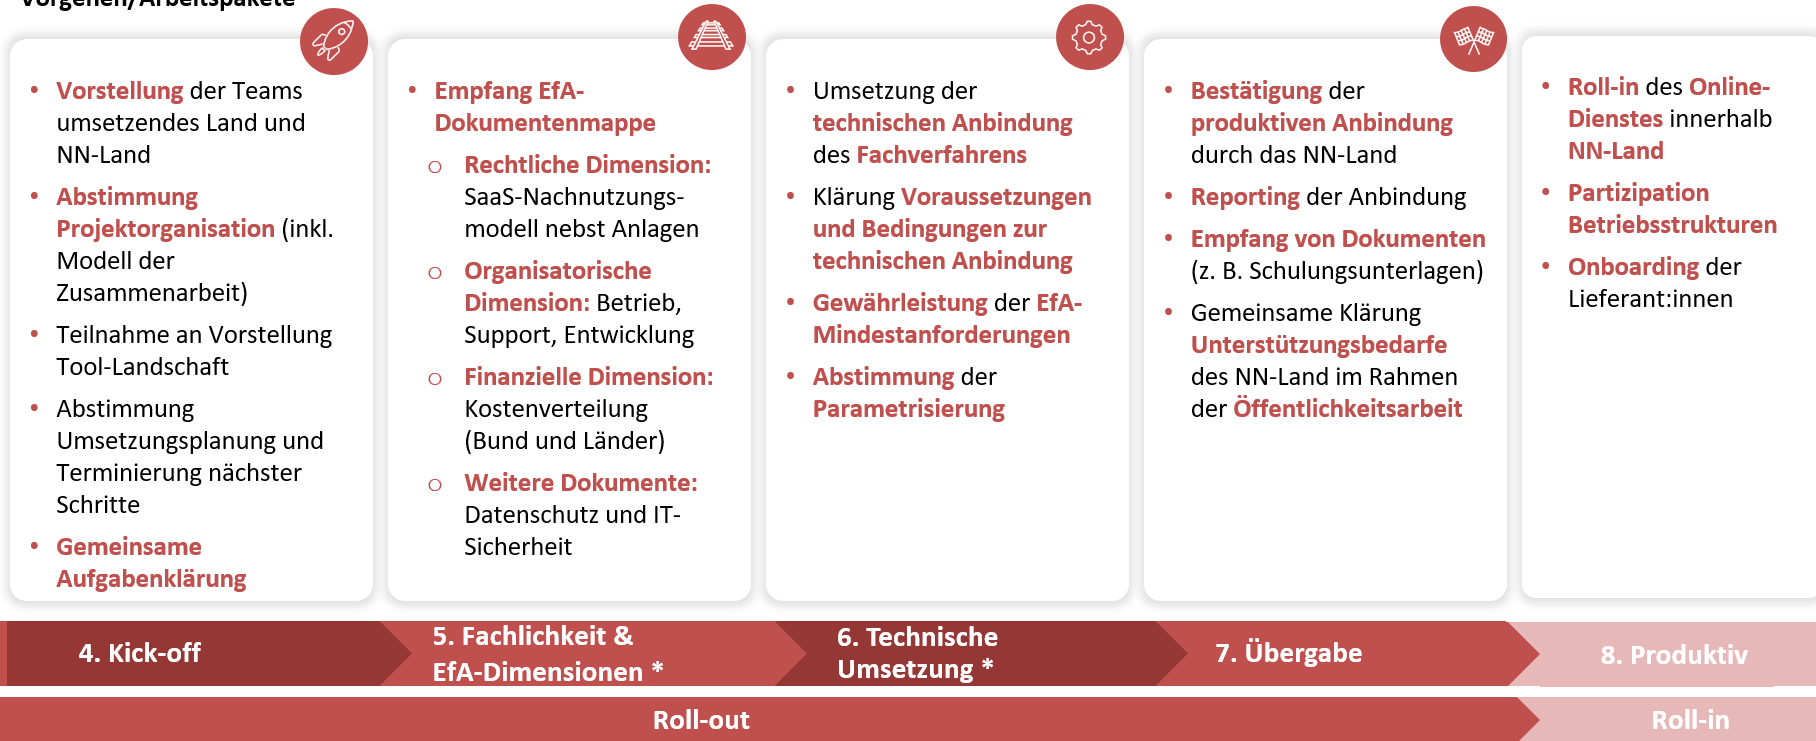 Vorgehen/Arbeitspakete
• Vorstellung der Teams
umsetzendes Land und
NN-Land
• Abstimmung
Projektorganisation (inkl.
Modell der
Zusammenarbeit)
• Teilnahme an Vorstellung
Tool-Landschaft
• Abstimmung
Umsetzungsplanung und
Terminierung nächster
Schritte
• Gemeinsame
Aufgabenklärung
• Empfang EfA-
Dokumentenmappe
o Rechtliche Dimension:
SaaS-Nachnutzungs-
modell nebst Anlagen
o Organisatorische
Dimension: Betrieb,
Support, Entwicklung
o Finanzielle Dimension:
Kostenverteilung
(Bund und Länder)
o Weitere Dokumente:
Datenschutz und IT-
Sicherheit
• Umsetzung der
technischen Anbindung
des Fachverfahrens
• Klärung Voraussetzungen
und Bedingungen zur
technischen Anbindung
• Gewährleistung der EfA-
Mindestanforderungen
• Abstimmung der
Parametrisierung
• Bestätigung der
produktiven Anbindung
durch das NN-Land
• Reporting der Anbindung
• Empfang von Dokumenten
(z. B. Schulungsunterlagen)
• Gemeinsame Klärung
Unterstützungsbedarfe
des NN-Land im Rahmen
der Öffentlichkeitsarbeit
• Roll-in des Online-
Dienstes innerhalb
NN-Land
• Partizipation
Betriebsstrukturen
• Onboarding der
Lieferant:innen
4. Kick-off
5. Fachlichkeit &
EfA-Dimensionen *
6. Technische
Umsetzung *
7. Übergabe
8. Produktiv
Roll-out
Roll-in